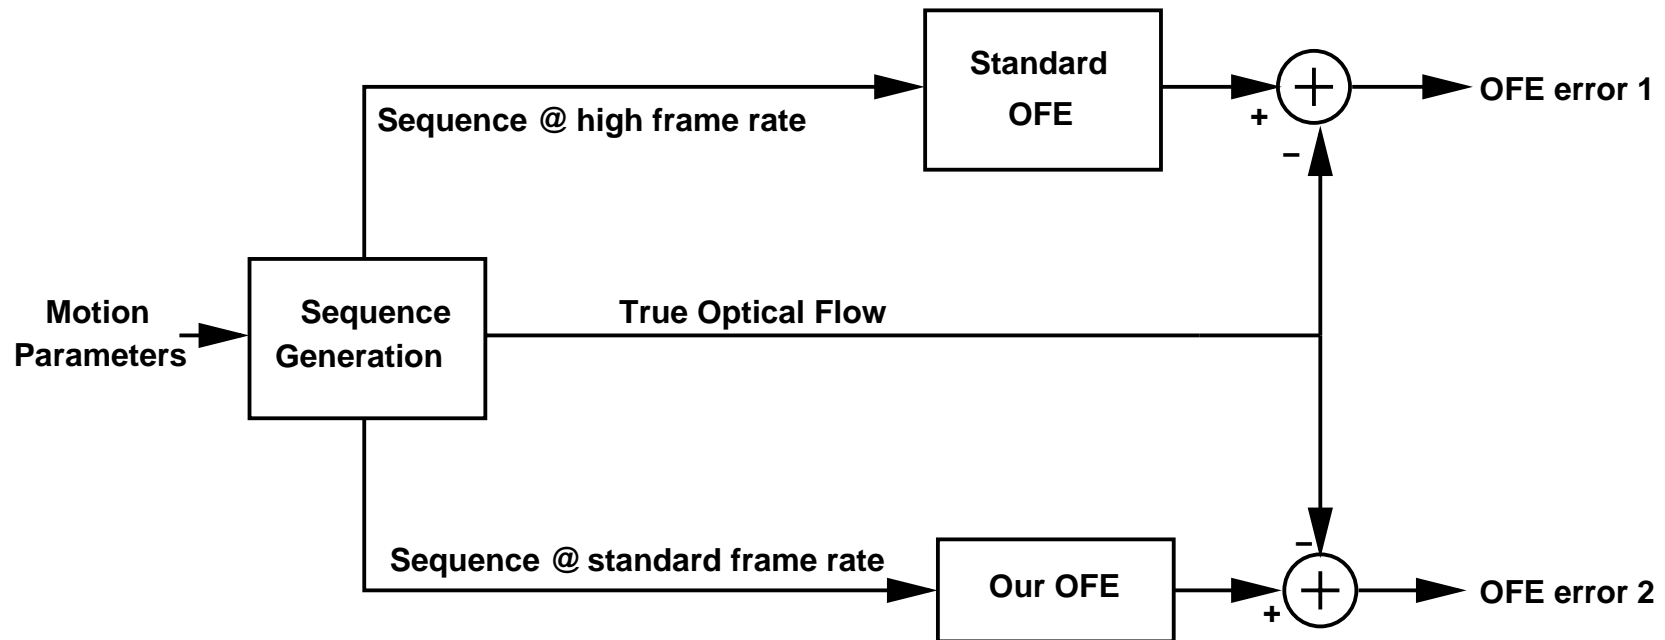 Standard
OFE
OFE error 1
Sequence @ high frame rate
+
−
Motion
Parameters
Sequence
Generation
True Optical Flow
Sequence @ standard frame rate
−
Our OFE
+
OFE error 2